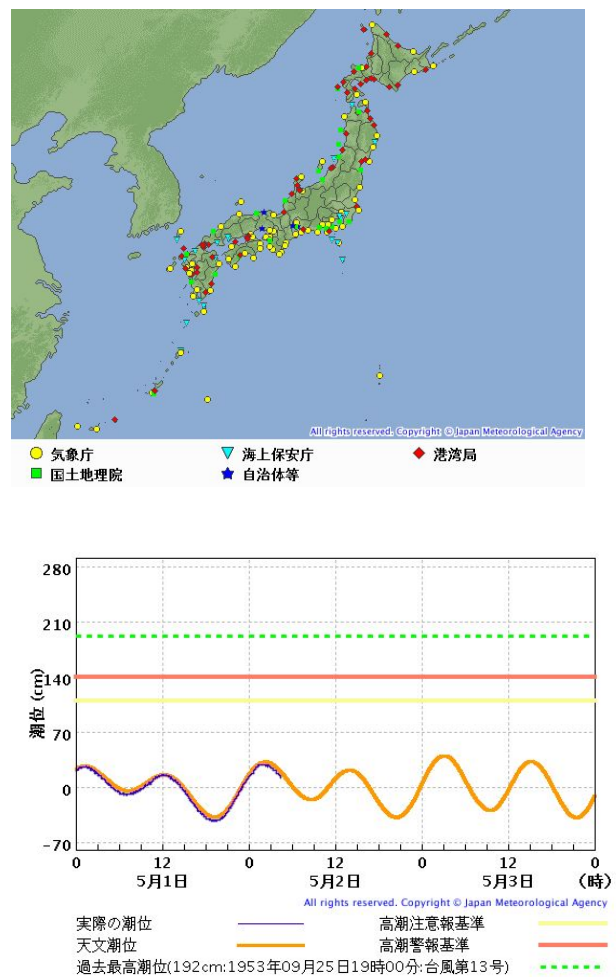 All rights reserved. Copyright © Japan Meteorological Agency
気象庁 海上保安庁 港湾局
国土地理院 自治体等
280
210
140
70
0
-70
潮位 (cm)
0 12 0 12 0 12 0
5月1日 5月2日 5月3日 (時)
All rights reserved. Copyright © Japan Meteorological Agency
実際の潮位 高潮注意報基準
天文潮位 高潮警報基準
過去最高潮位(192cm:1953年09月25日19時00分:台風第13号)